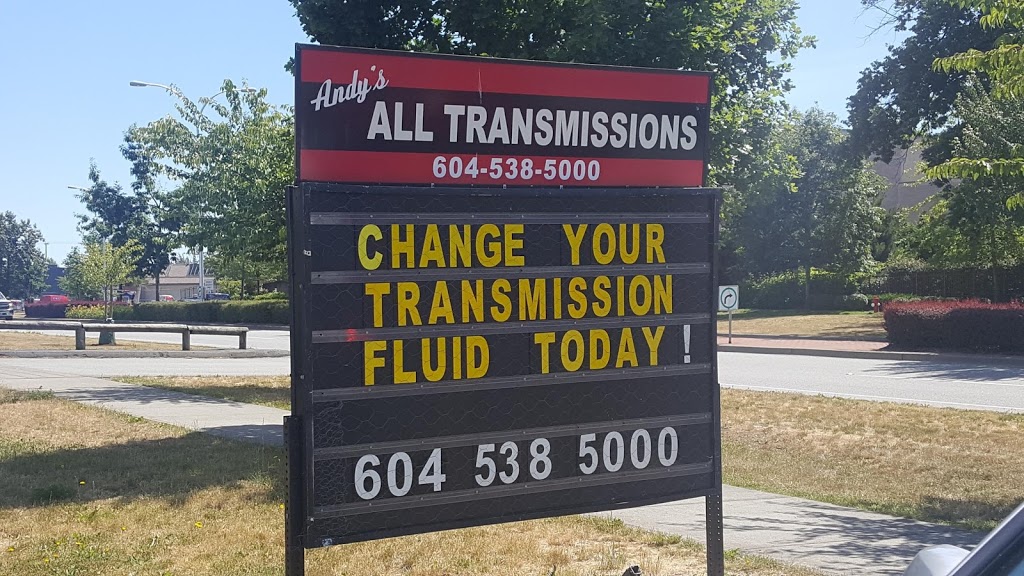 Andy's
ALL TRANSMISSIONS
604-538-5000
CHANGE YOUR
TRANSMISSION
FLUID TODAY!
604 538 5000